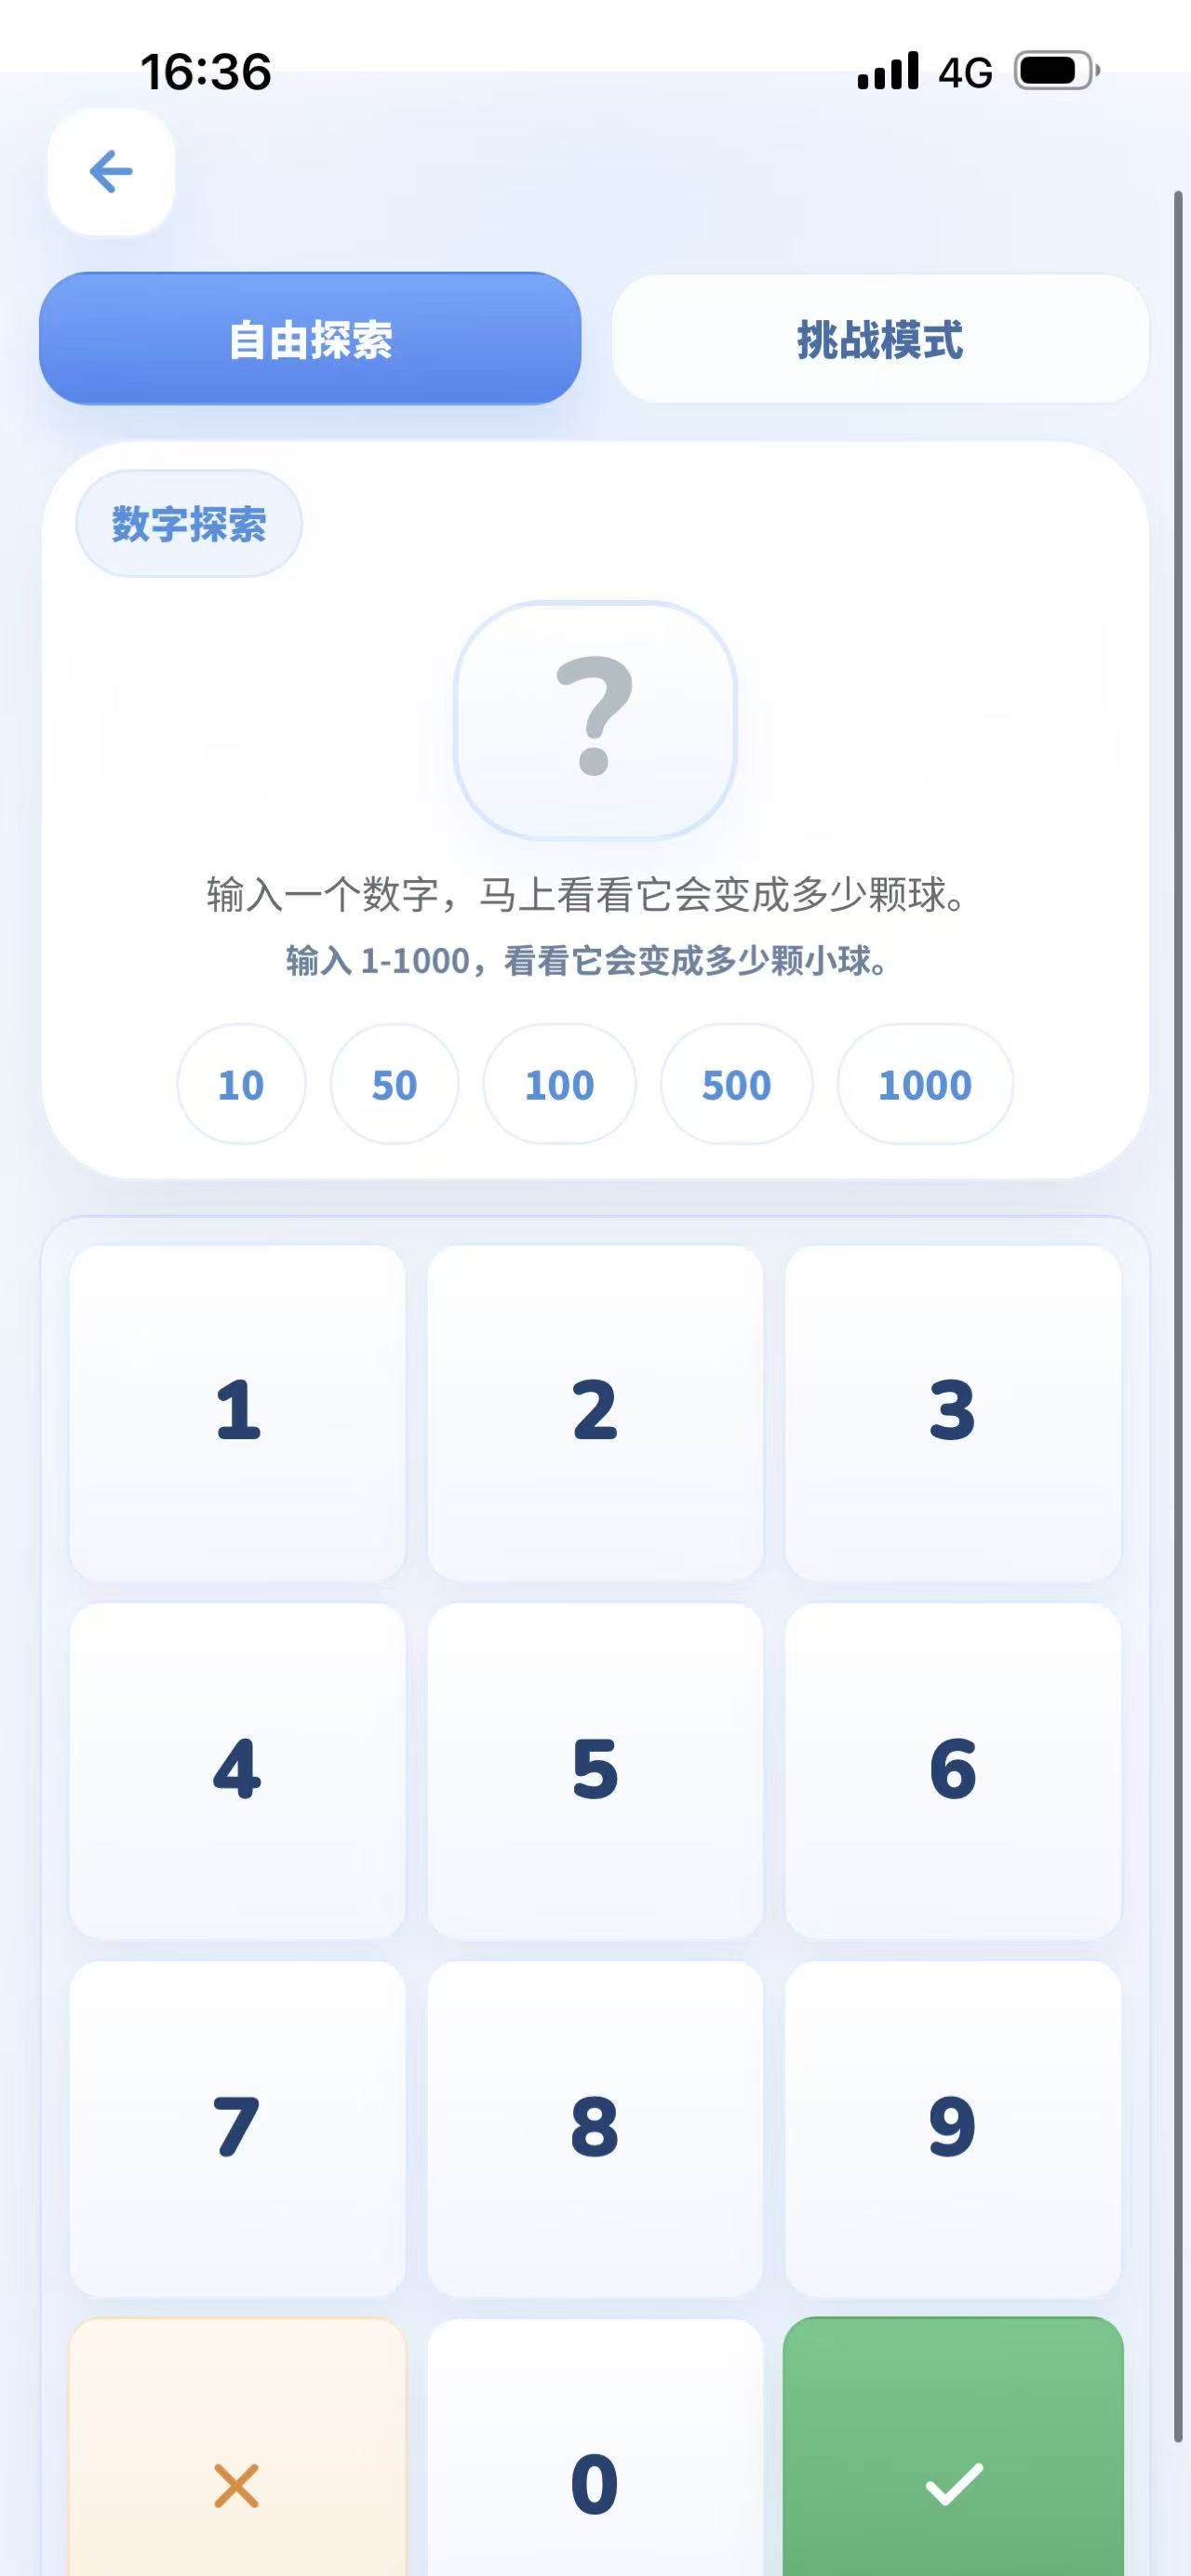 16:36 4G
自由探索 挑战模式
数字探索
?
输入一个数字，马上看看它会变成多少颗球。
输入 1-1000，看看它会变成多少颗小球。
10 50 100 500 1000
1 2 3
4 5 6
7 8 9
0